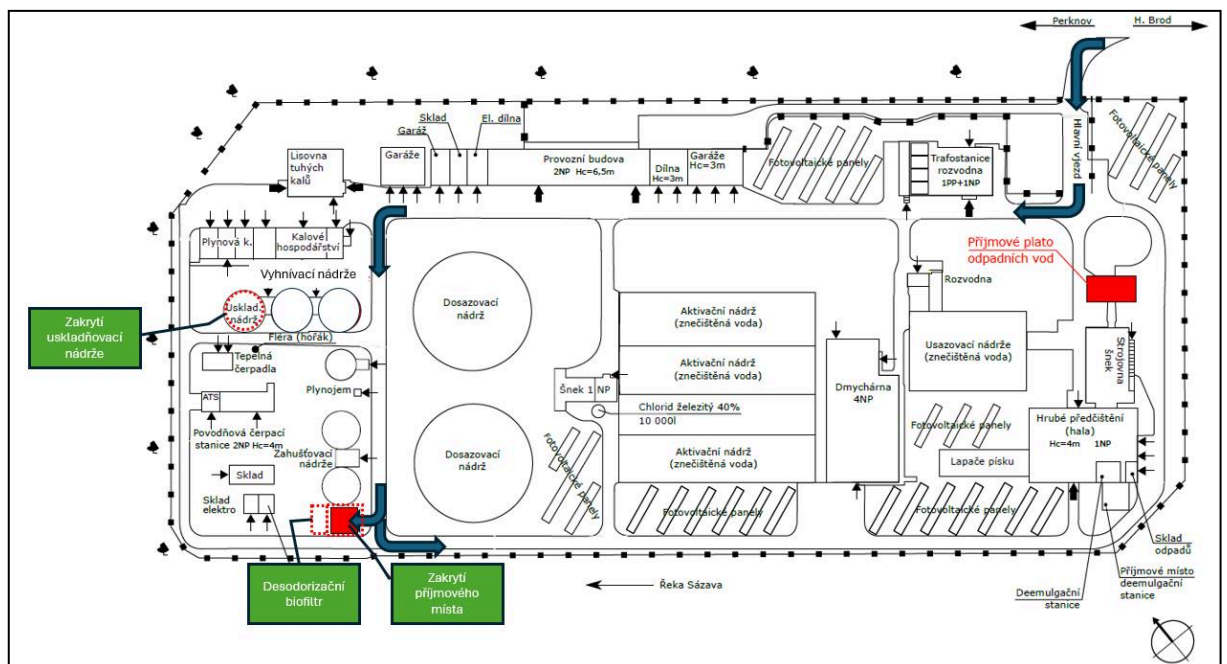 Perknov
H. Brod
Hlavní vjezd
Fotovoltaické panely
Sklad
El. dílna
Garáž
Lisovna
tuhých
kalů
Garáže
Provozní budova
2NP Hc=6,5m
Dílna
Hc=3m
Garáže
Hc=3m
Fotovoltaické panely
Trafostanice
rozvodna
1PP+1NP
Plynová k.
Kalové
hospodářství
Příjmové plato
odpadních vod
Vyhnívací nádrže
Rozvodna
Usklad.
nádrž
Dosazovací
nádrž
Aktivační nádrž
(znečištěná voda)
Usazovací nádrže
(znečištěná voda)
Strojovna
šnek
Zakrytí
uskladňovací
nádrže
Fléra (hořák)
Tepelná
čerpadla
Aktivační nádrž
(znečištěná voda)
Dmychárna
4NP
Plynojem
Šnek 1 NP
ATS
Chlorid železitý 40%
10 000l
Povodňová čerpací
stanice 2NP Hc=4m
Fotovoltaické panely
Hrubé předčištění
(hala)
Hc=4m 1NP
Zahušťovací
nádrže
Dosazovací
nádrž
Aktivační nádrž
(znečištěná voda)
Lapače písku
Sklad
Fotovoltaické panely
Sklad
elektro
Fotovoltaické panely
Fotovoltaické panely
Sklad
odpadů
Desodorizační
biofiltr
Zakrytí
příjmového
místa
Řeka Sázava
Příjmové místo
deemulgační
stanice
Deemulgační
stanice